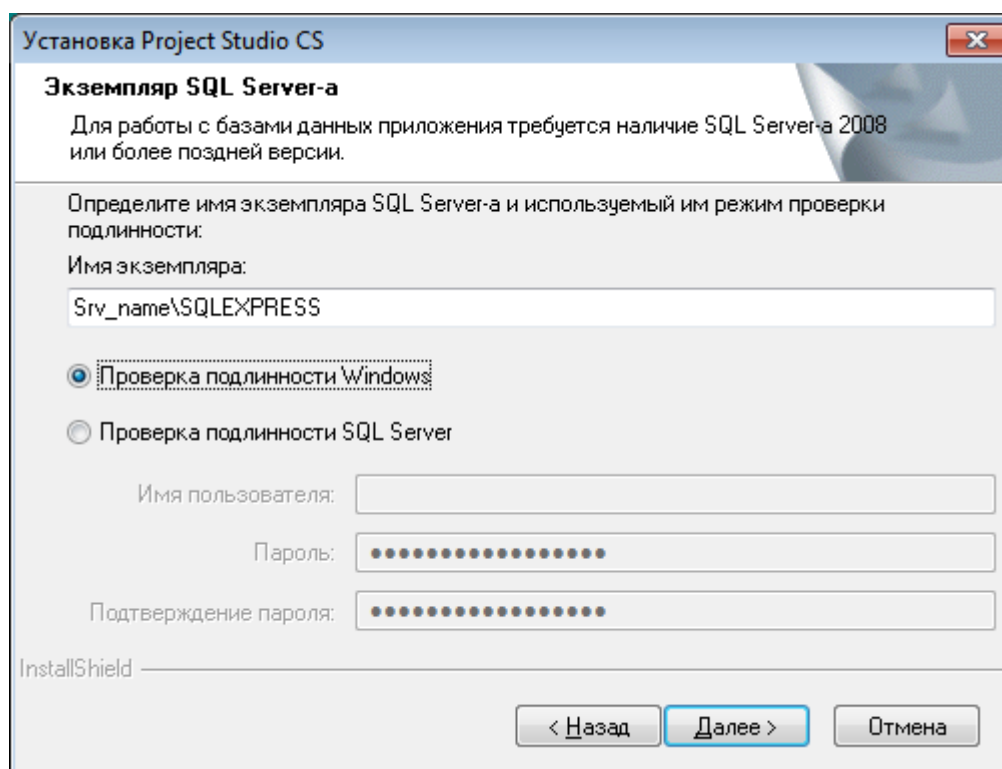 Установка Project Studio CS
Экземпляр SQL Server-а
Для работы с базами данных приложения требуется наличие SQL Server-а 2008
или более поздней версии.
Определите имя экземпляра SQL Server-а и используемый им режим проверки
подлинности:
Имя экземпляра:
Srv_name\SQLEXPRESS
Проверка подлинности Windows
Проверка подлинности SQL Server
Имя пользователя:
Пароль: ●●●●●●●●●●●●●●●●●
Подтверждение пароля: ●●●●●●●●●●●●●●●●●
InstallShield
< Назад Далее > Отмена